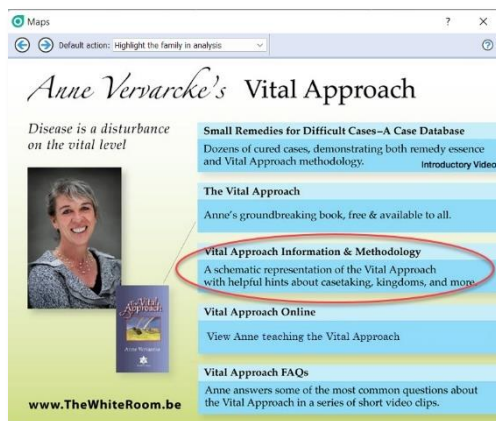 Maps
Default action: Highlight the family in analysis
Anne Vervarcke's Vital Approach
Disease is a disturbance
on the vital level
Small Remedies for Difficult Cases–A Case Database
Dozens of cured cases, demonstrating both remedy essence
and Vital Approach methodology.
Introductory Video
The Vital Approach
Anne's groundbreaking book, free & available to all.
Vital Approach Information & Methodology
A schematic representation of the Vital Approach
with helpful hints about casetaking, kingdoms, and more.
Vital Approach Online
View Anne teaching the Vital Approach
Vital Approach FAQs
Anne answers some of the most common questions about
the Vital Approach in a series of short video clips.
Vital
Approach
Anne Vervarcke
www.TheWhiteRoom.be